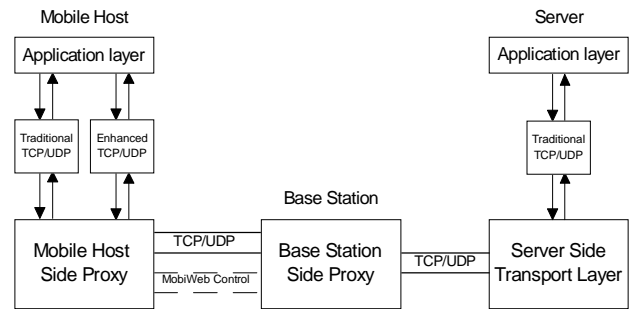 Mobile Host
Server
Application layer
Application layer
Traditional
TCP/UDP
Enhanced
TCP/UDP
Traditional
TCP/UDP
Base Station
Mobile Host
Side Proxy
TCP/UDP
MobiWeb Control
Base Station
Side Proxy
TCP/UDP
Server Side
Transport Layer